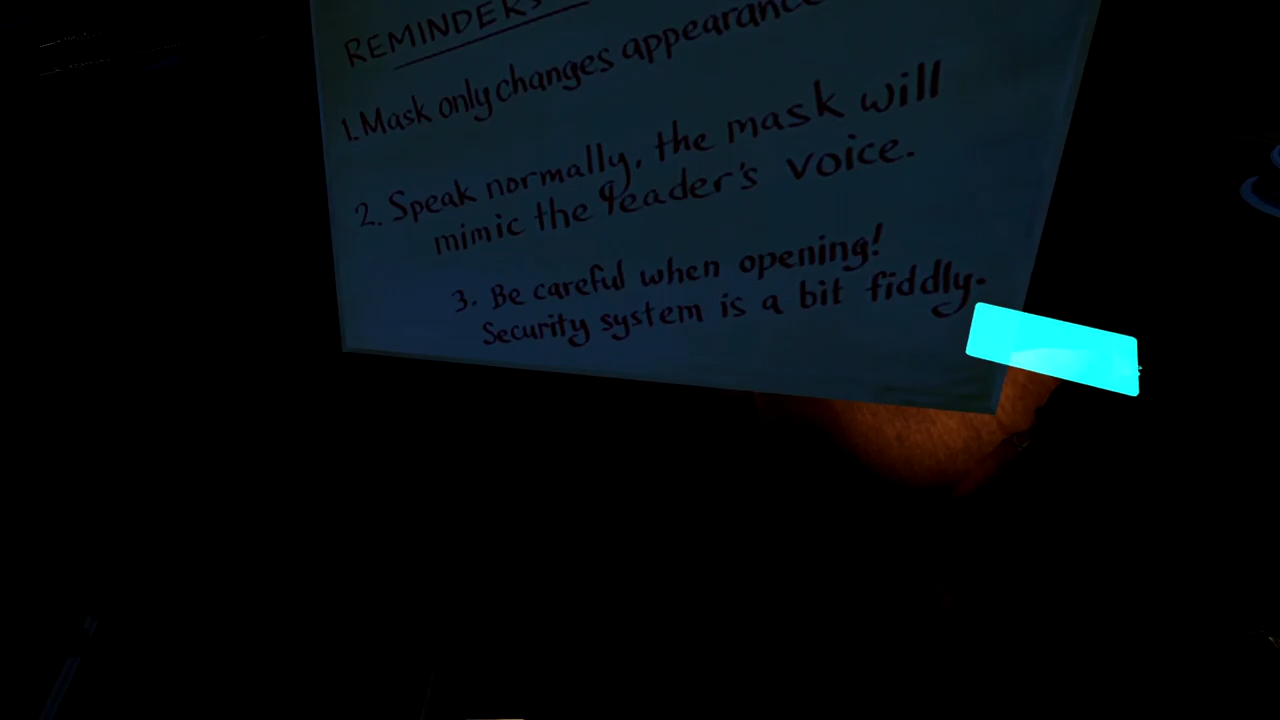 REMINDERS
1. Mask only changes appearance
2. Speak normally, the mask will
mimic the leader's voice.
3. Be careful when opening!
Security system is a bit fiddly.